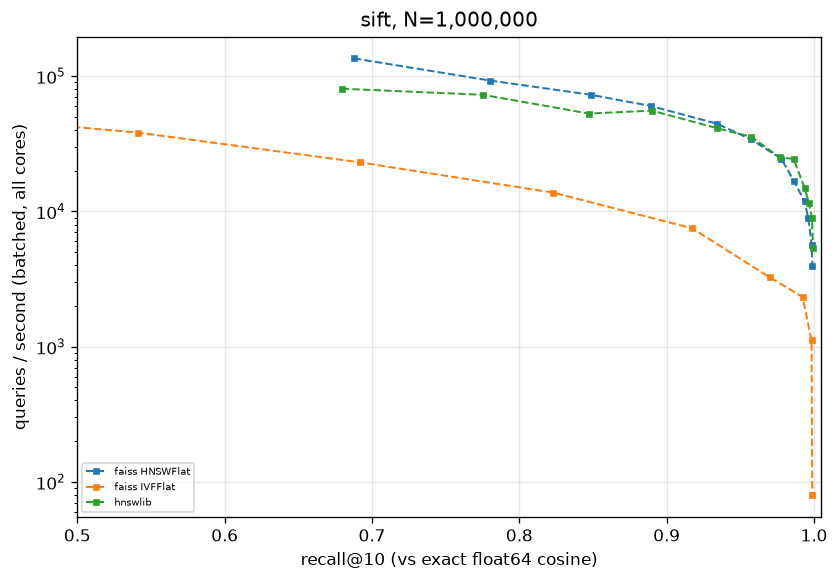 sift, N=1,000,000
queries / second (batched, all cores)
10^5
10^4
10^3
10^2
faiss HNSWFlat
faiss IVFFlat
hnswlib
0.5 0.6 0.7 0.8 0.9 1.0
recall@10 (vs exact float64 cosine)